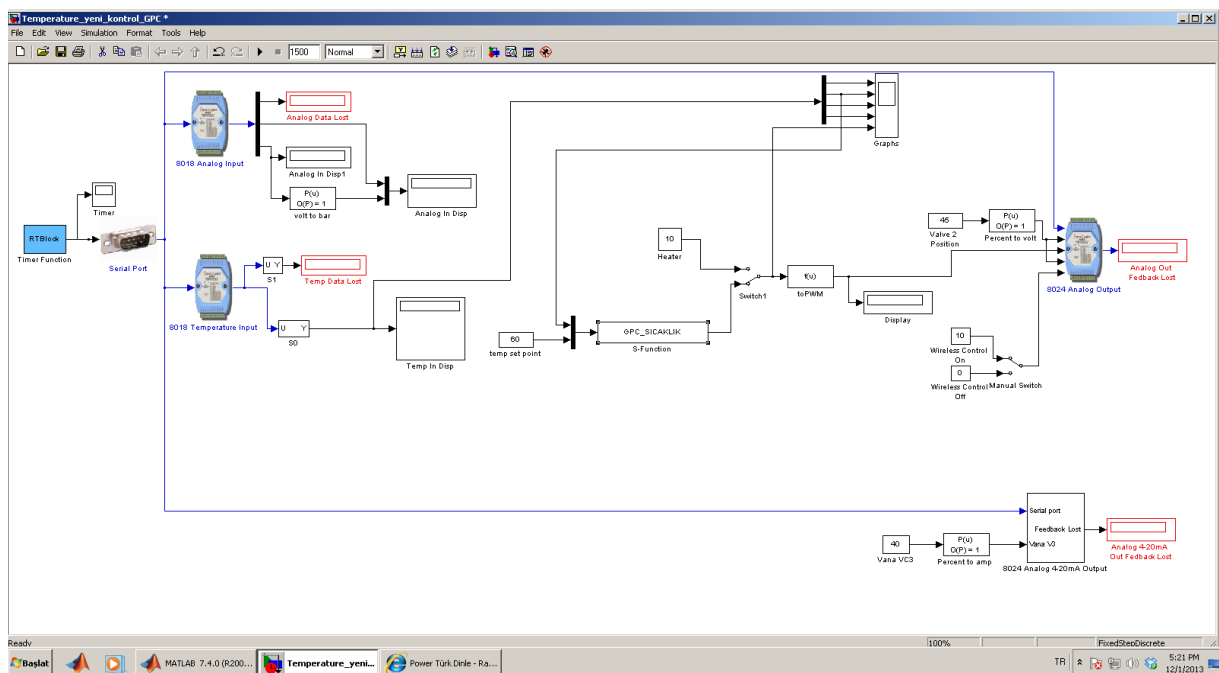 Temperature_yeni_kontrol_GPC *
File Edit View Simulation Format Tools Help
1500 Normal
Analog Data Lost
8018 Analog Input
Analog In Disp1
P(u)
O(P) = 1
volt to bar
Analog In Disp
Timer
RTBlock
Timer Function
Serial Port
U Y
S1
Temp Data Lost
8018 Temperature Input
U Y
S0
Temp In Disp
Graphs
10
Heater
Switch1
f(u)
toPWM
Display
60
temp set point
GPC_SICAKLIK
S-Function
45
Valve 2
Position
P(u)
O(P) = 1
Percent to volt
8024 Analog Output
Analog Out
Fedback Lost
10
Wireless Control
On
0
Wireless Control
Off
Manual Switch
Serial port
Feedback Lost
Vana V3
8024 Analog 4-20mA Output
40
Vana VC3
P(u)
O(P) = 1
Percent to amp
Analog 4-20mA
Out Fedback Lost
Ready
100%
FixedStepDiscrete
Başlat
MATLAB 7.4.0 (R200...
Temperature_yeni...
Power Türk Dinle - Ra...
TR
5:21 PM
12/1/2013